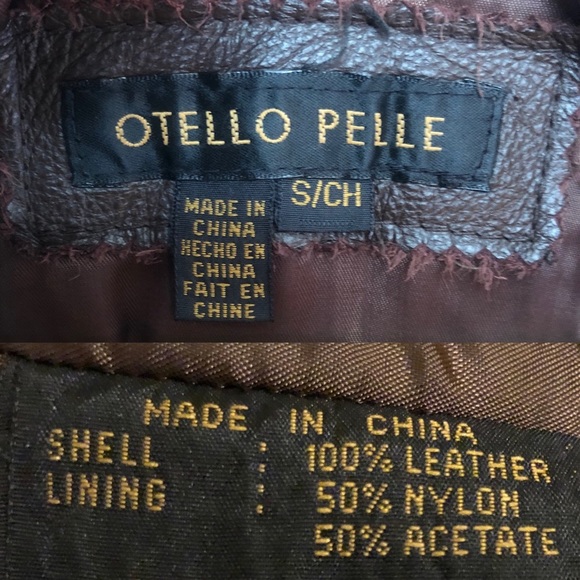 OTELLO PELLE
S/CH
MADE IN
CHINA
HECHO EN
CHINA
FAIT EN
CHINE
MADE IN CHINA
SHELL : 100% LEATHER
LINING : 50% NYLON
50% ACETATE